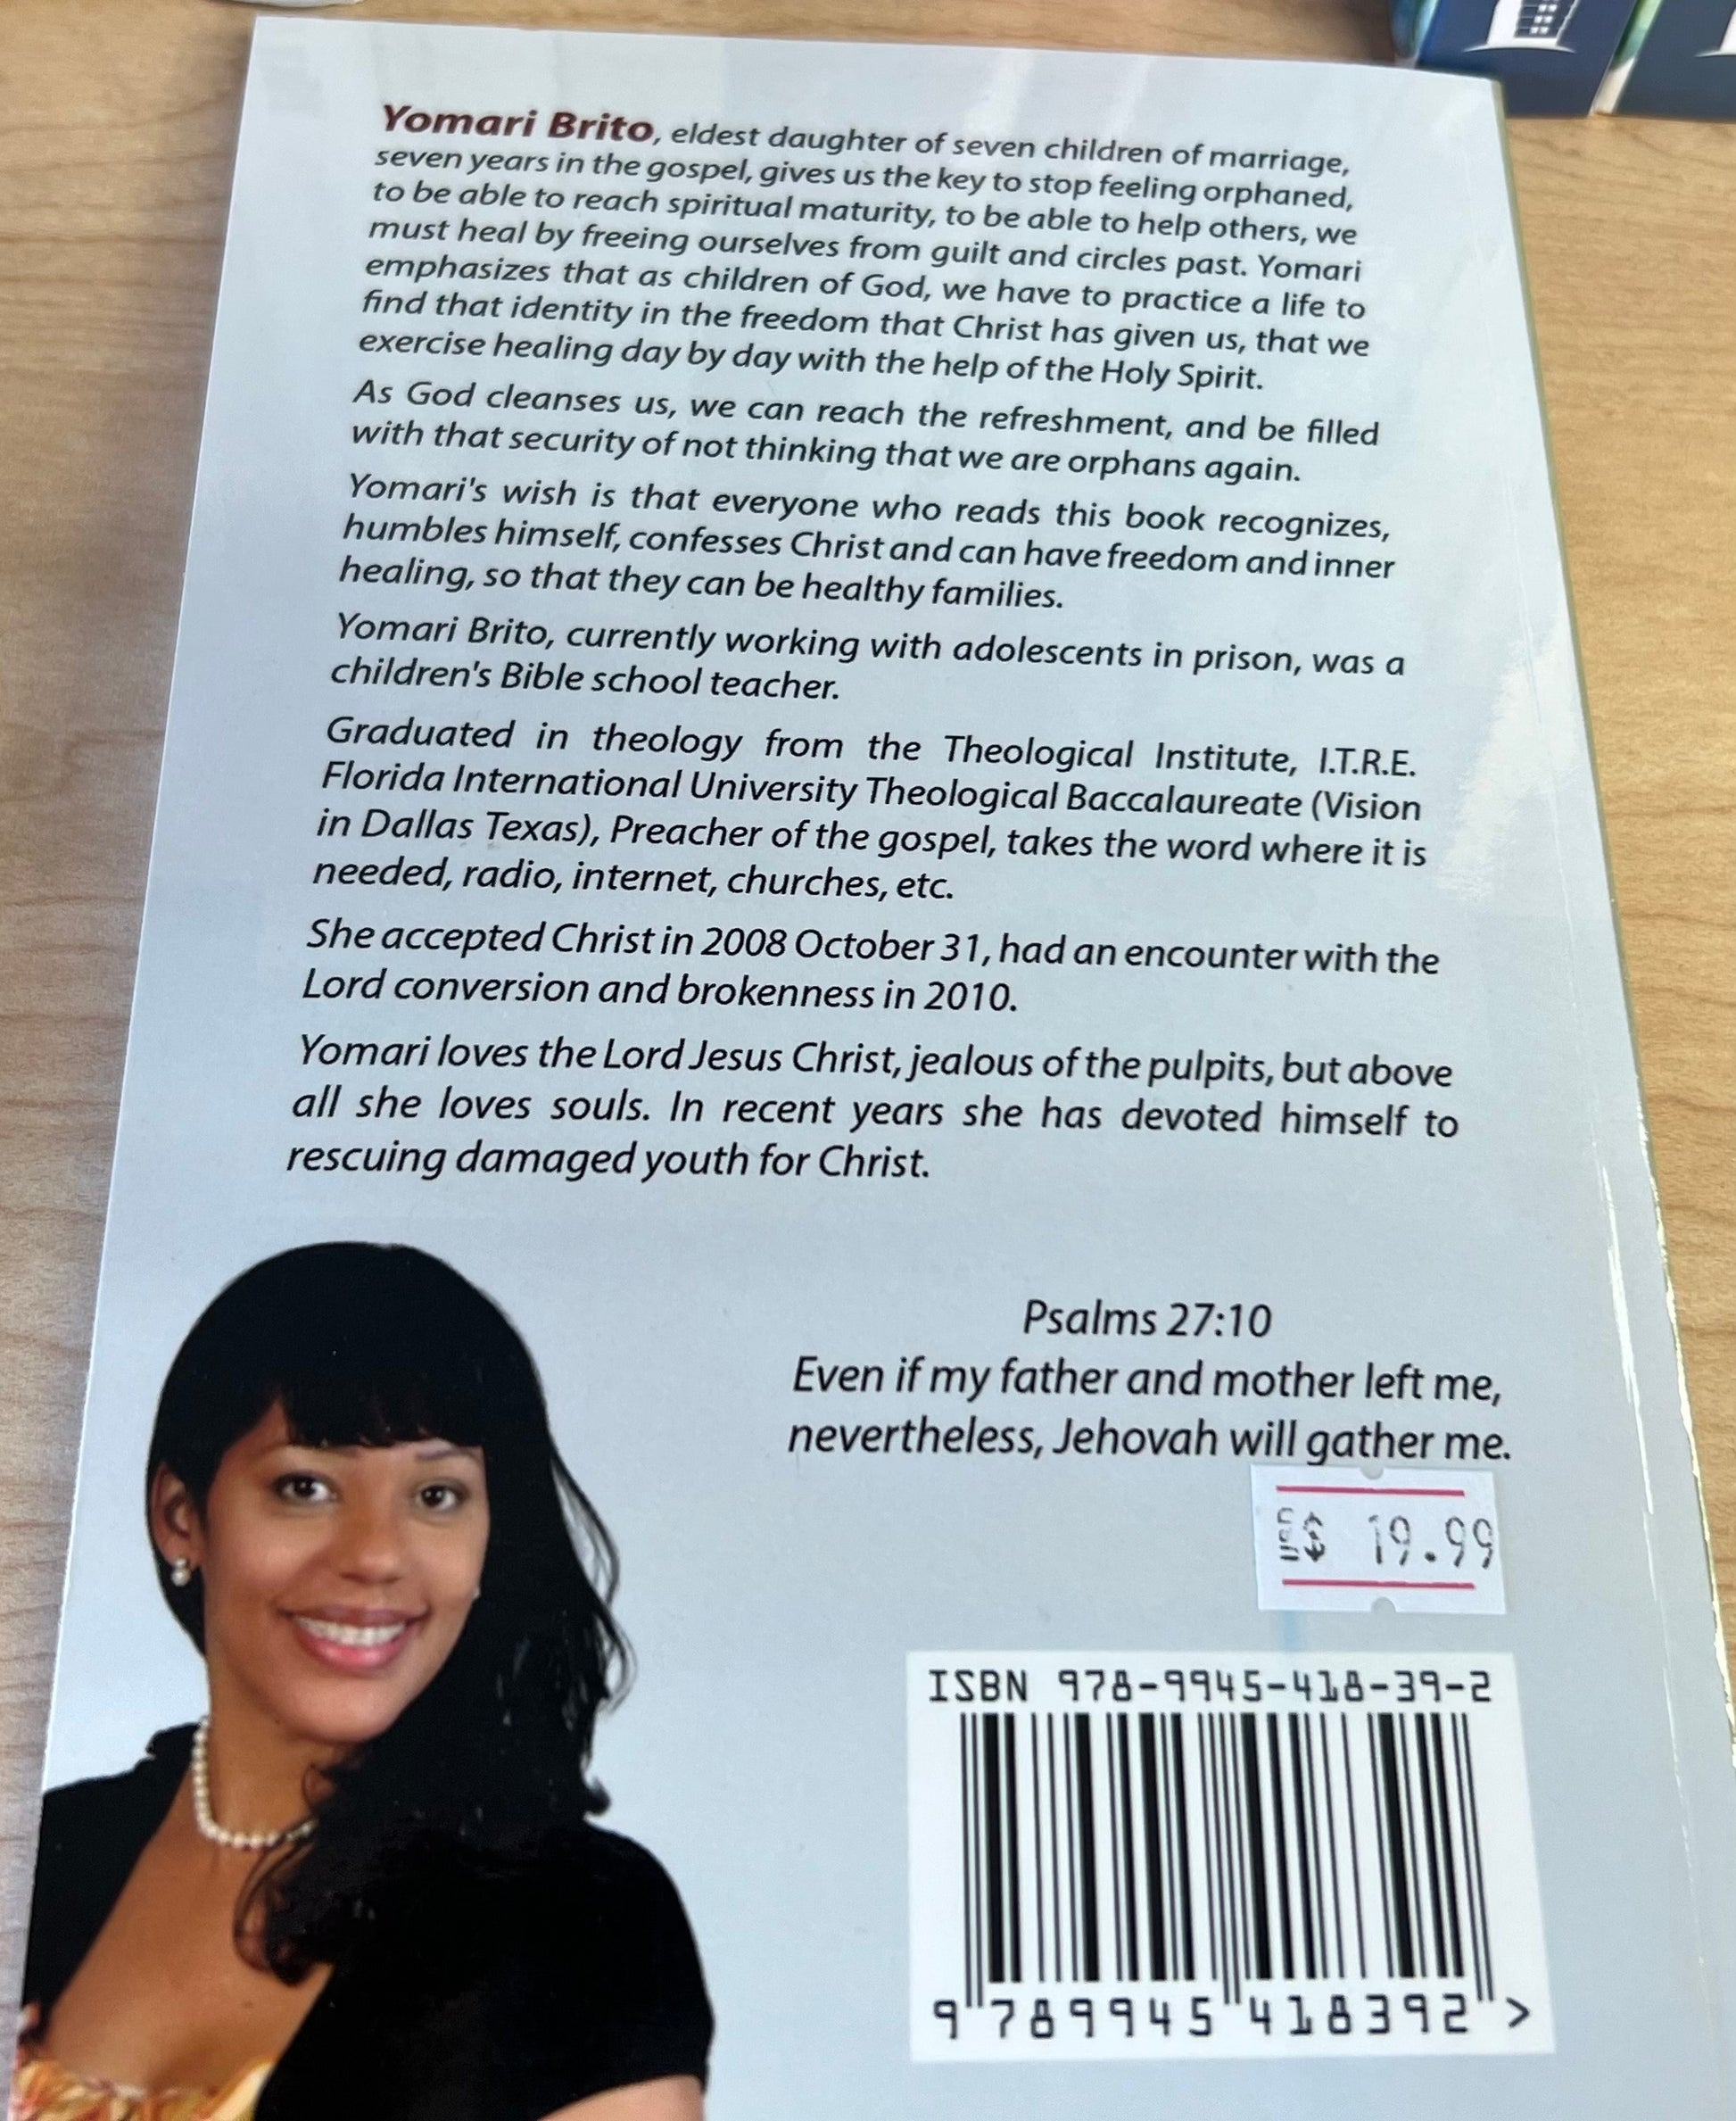 Yomari Brito, eldest daughter of seven children of marriage,
seven years in the gospel, gives us the key to stop feeling orphaned,
to be able to reach spiritual maturity, to be able to help others, we
must heal by freeing ourselves from guilt and circles past. Yomari
emphasizes that as children of God, we have to practice a life to
find that identity in the freedom that Christ has given us, that we
exercise healing day by day with the help of the Holy Spirit.
As God cleanses us, we can reach the refreshment, and be filled
with that security of not thinking that we are orphans again.
Yomari's wish is that everyone who reads this book recognizes,
humbles himself, confesses Christ and can have freedom and inner
healing, so that they can be healthy families.
Yomari Brito, currently working with adolescents in prison, was a
children's Bible school teacher.
Graduated in theology from the Theological Institute, I.T.R.E.
Florida International University Theological Baccalaureate (Vision
in Dallas Texas), Preacher of the gospel, takes the word where it is
needed, radio, internet, churches, etc.
She accepted Christ in 2008 October 31, had an encounter with the
Lord conversion and brokenness in 2010.
Yomari loves the Lord Jesus Christ, jealous of the pulpits, but above
all she loves souls. In recent years she has devoted himself to
rescuing damaged youth for Christ.
Psalms 27:10
Even if my father and mother left me,
nevertheless, Jehovah will gather me.
$ 19.99
ISBN 978-9945-418-39-2
9 789945 418392 >